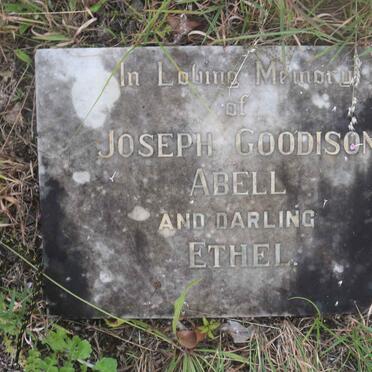 In Loving Memory
of
JOSEPH GOODISON
ABELL
AND DARLING
ETHEL